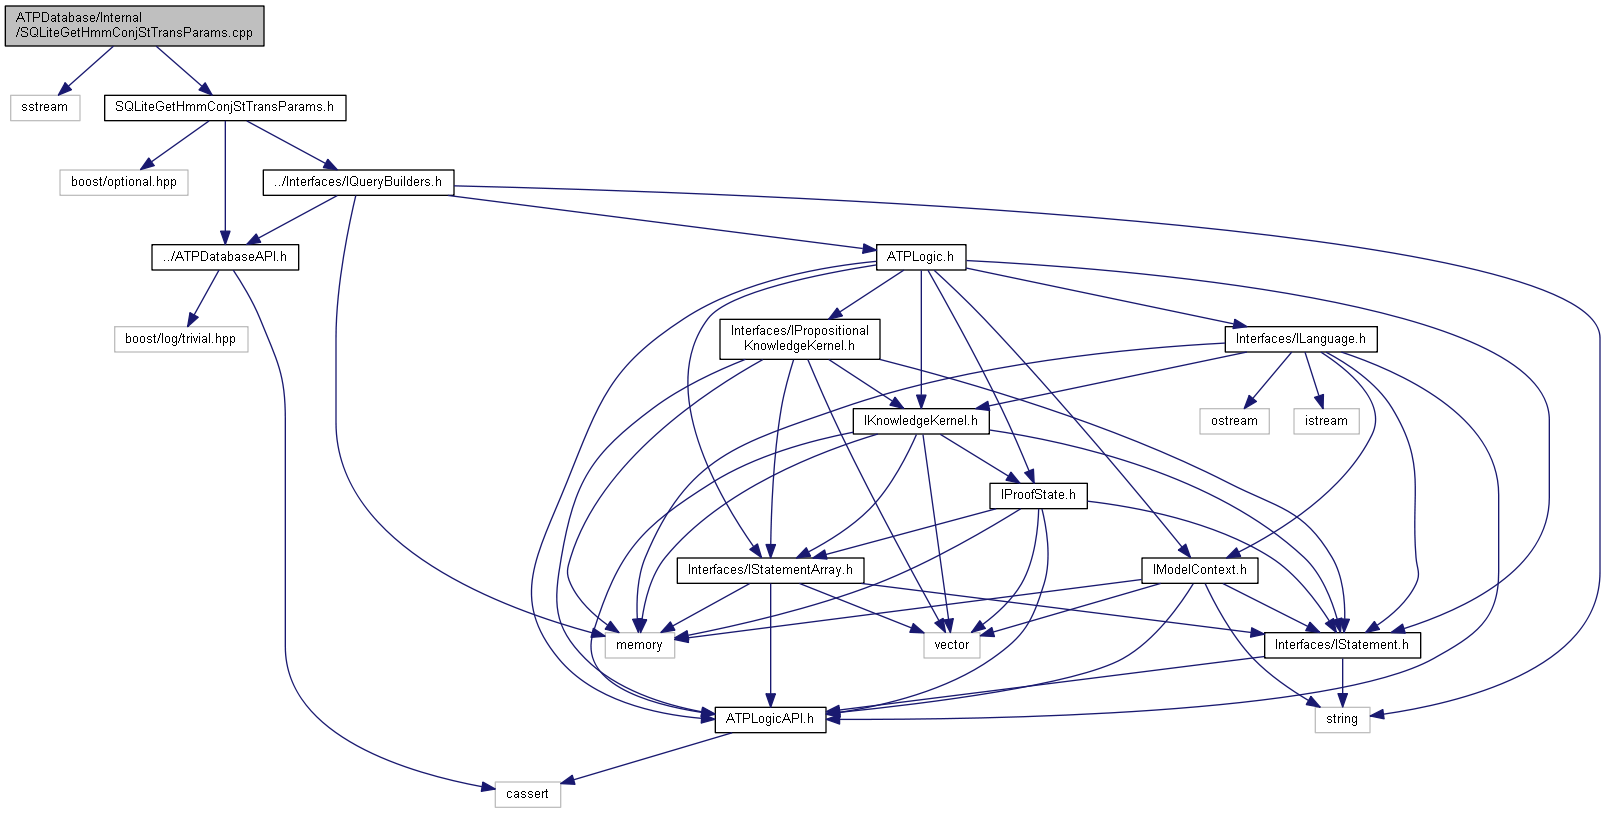 ATPDatabase/Internal
/SQLiteGetHmmConjStTransParams.cpp
sstream
SQLiteGetHmmConjStTransParams.h
boost/optional.hpp
../Interfaces/IQueryBuilders.h
../ATPDatabaseAPI.h
ATPLogic.h
boost/log/trivial.hpp
Interfaces/IPropositional
KnowledgeKernel.h
Interfaces/ILanguage.h
IKnowledgeKernel.h
ostream
istream
IProofState.h
Interfaces/IStatementArray.h
IModelContext.h
memory
vector
Interfaces/IStatement.h
ATPLogicAPI.h
string
cassert